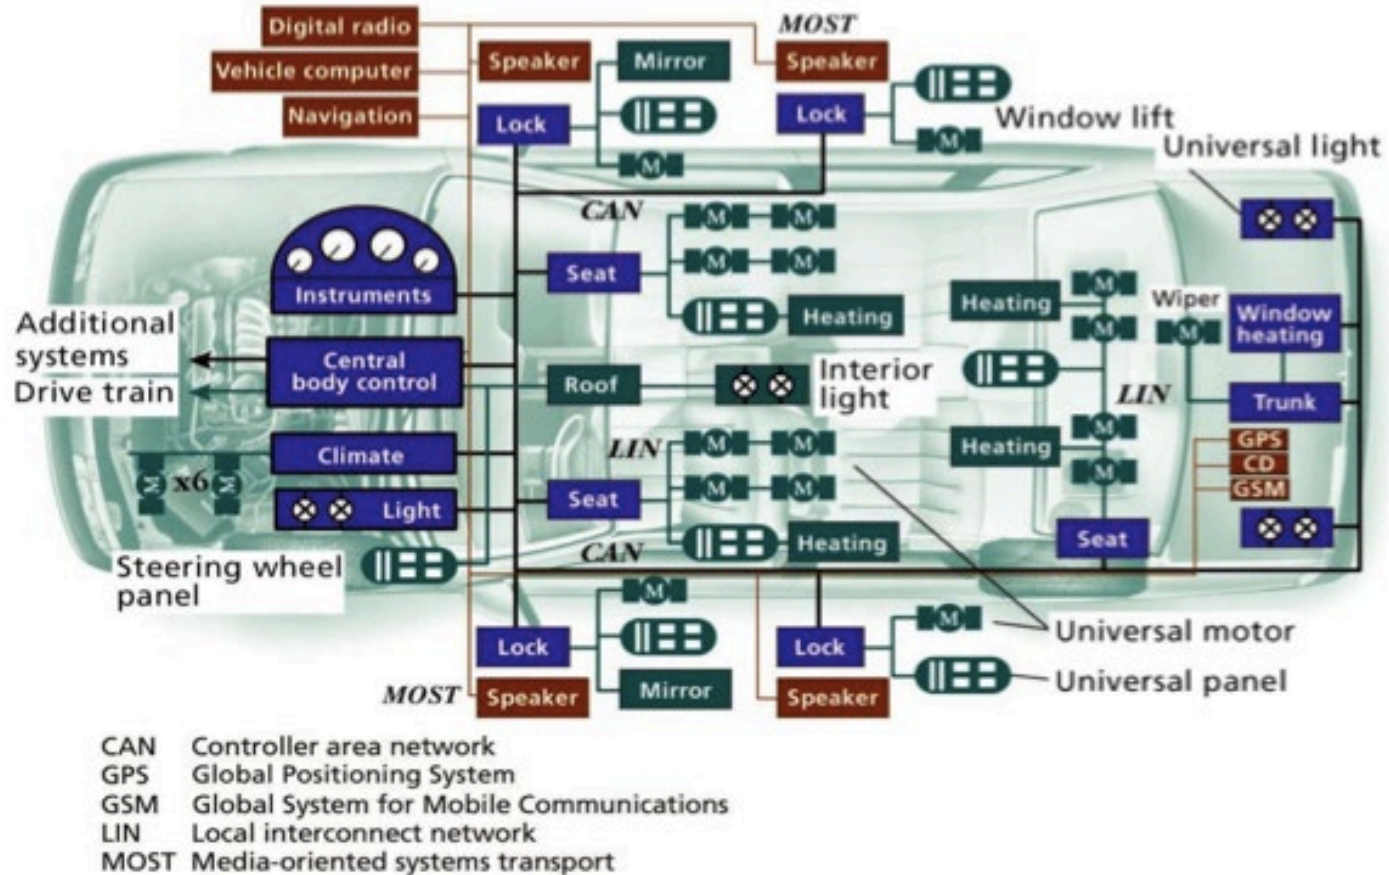 Digital radio
MOST
Vehicle computer
Speaker
Mirror
Speaker
Navigation
Lock
Lock
M
M
Window lift
Universal light
CAN
M
M
Seat
M
M
Instruments
Heating
Heating
M
M
Wiper
M
Window
heating
Additional
systems
Drive train
Central
body control
Roof
Interior
light
LIN
Trunk
LIN
M
M
Heating
M
M
GPS
CD
GSM
Climate
M
x6
M
Seat
M
M
Light
CAN
Heating
Seat
Steering wheel
panel
M
M
Universal motor
Lock
Lock
Universal panel
MOST
Speaker
Mirror
Speaker
CAN Controller area network
GPS Global Positioning System
GSM Global System for Mobile Communications
LIN Local interconnect network
MOST Media-oriented systems transport